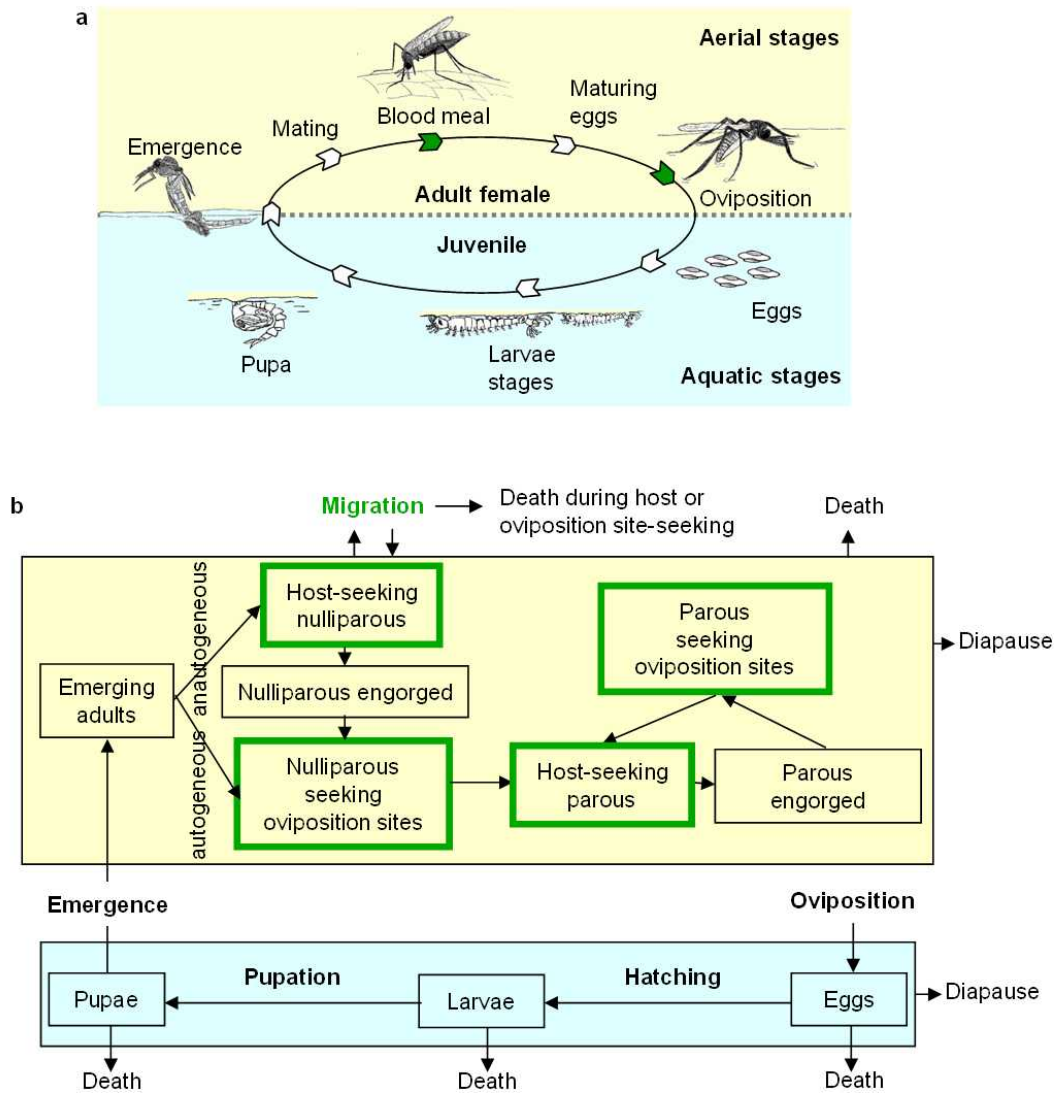 a
Aerial stages
Maturing
eggs
Blood meal
Mating
Emergence
Adult female
Oviposition
Juvenile
Eggs
Pupa
Larvae
stages
Aquatic stages
b
Migration
Death during host or
oviposition site-seeking
Death
anautogeneous
Host-seeking
nulliparous
Parous
seeking
oviposition sites
Diapause
Emerging
adults
Nulliparous engorged
autogeneous
Nulliparous
seeking
oviposition sites
Host-seeking
parous
Parous
engorged
Emergence
Oviposition
Pupae
Pupation
Larvae
Hatching
Eggs
Diapause
Death
Death
Death